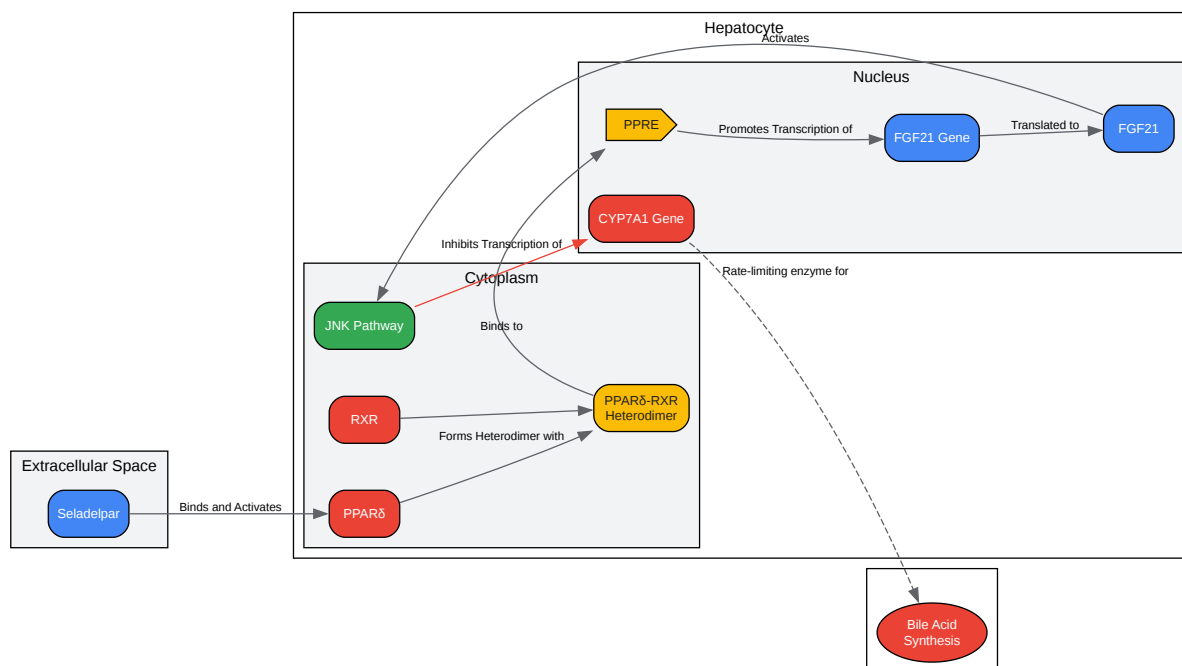 Hepatocyte
Activates
Nucleus
PPRE
Promotes Transcription of
FGF21 Gene
Translated to
FGF21
CYP7A1 Gene
Inhibits Transcription of
Rate-limiting enzyme for
Cytoplasm
JNK Pathway
Binds to
RXR
PPARδ-RXR
Heterodimer
Forms Heterodimer with
Extracellular Space
Seladelpar
Binds and Activates
PPARδ
Bile Acid
Synthesis